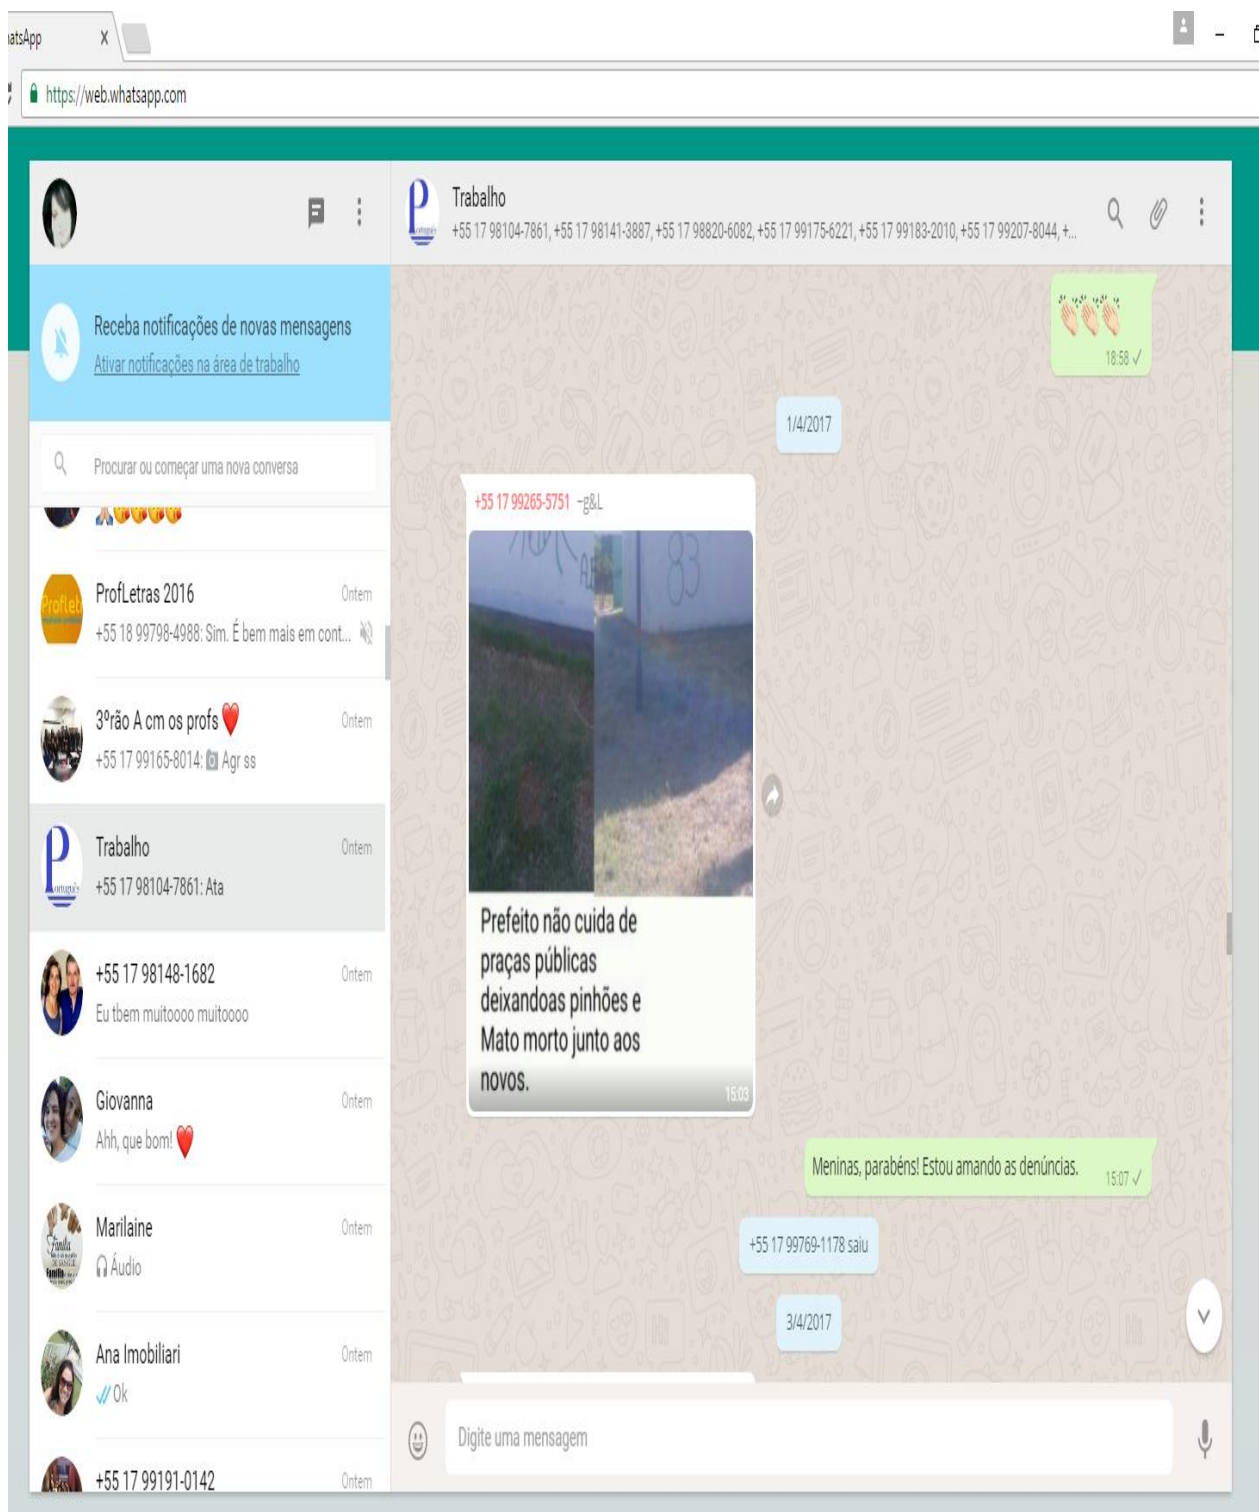 atsApp
https://web.whatsapp.com
Receba notificações de novas mensagens
Ativar notificações na área de trabalho
Procurar ou começar uma nova conversa
ProfLetras 2016 Ontem
+55 18 99798-4988: Sim. É bem mais em cont...
3ºrão A cm os profs❤️ Ontem
+55 17 99165-8014: 📷 Agr ss
Trabalho Ontem
+55 17 98104-7861: Ata
+55 17 98148-1682 Ontem
Eu tbem muitoooo muitoooo
Giovanna Ontem
Ahh, que bom! ❤️
Marilaine Ontem
Áudio
Ana Imobiliari Ontem
Ok
+55 17 99191-0142 Ontem
Trabalho
+55 17 98104-7861, +55 17 98141-3887, +55 17 98820-6082, +55 17 99175-6221, +55 17 99183-2010, +55 17 99207-8044, +...
👏🏻👏🏻👏🏻
18:58
1/4/2017
+55 17 99265-5751 ~g&L
83
Prefeito não cuida de
praças públicas
deixandoas pinhões e
Mato morto junto aos
novos.
15:03
Meninas, parabéns! Estou amando as denúncias. 15:07
+55 17 99769-1178 saiu
3/4/2017
Digite uma mensagem